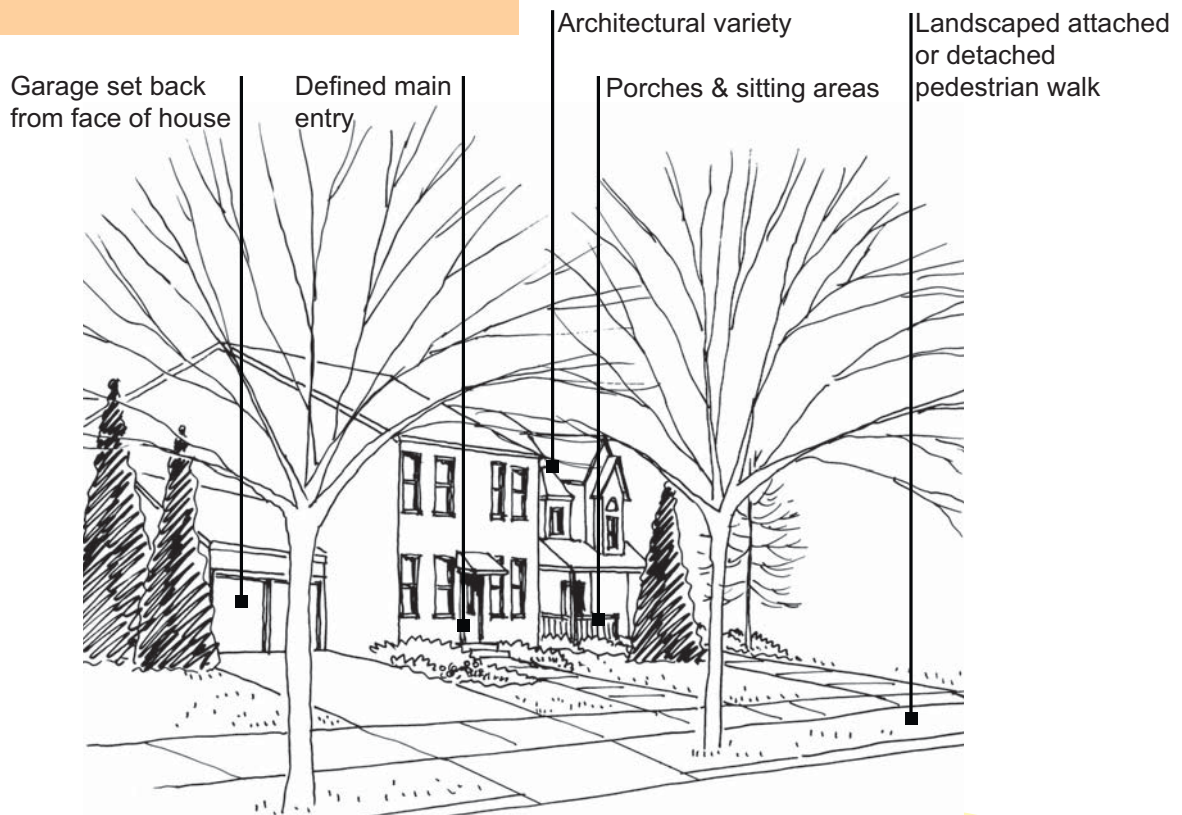 Architectural variety
Landscaped attached
or detached
pedestrian walk
Garage set back
from face of house
Defined main
entry
Porches & sitting areas